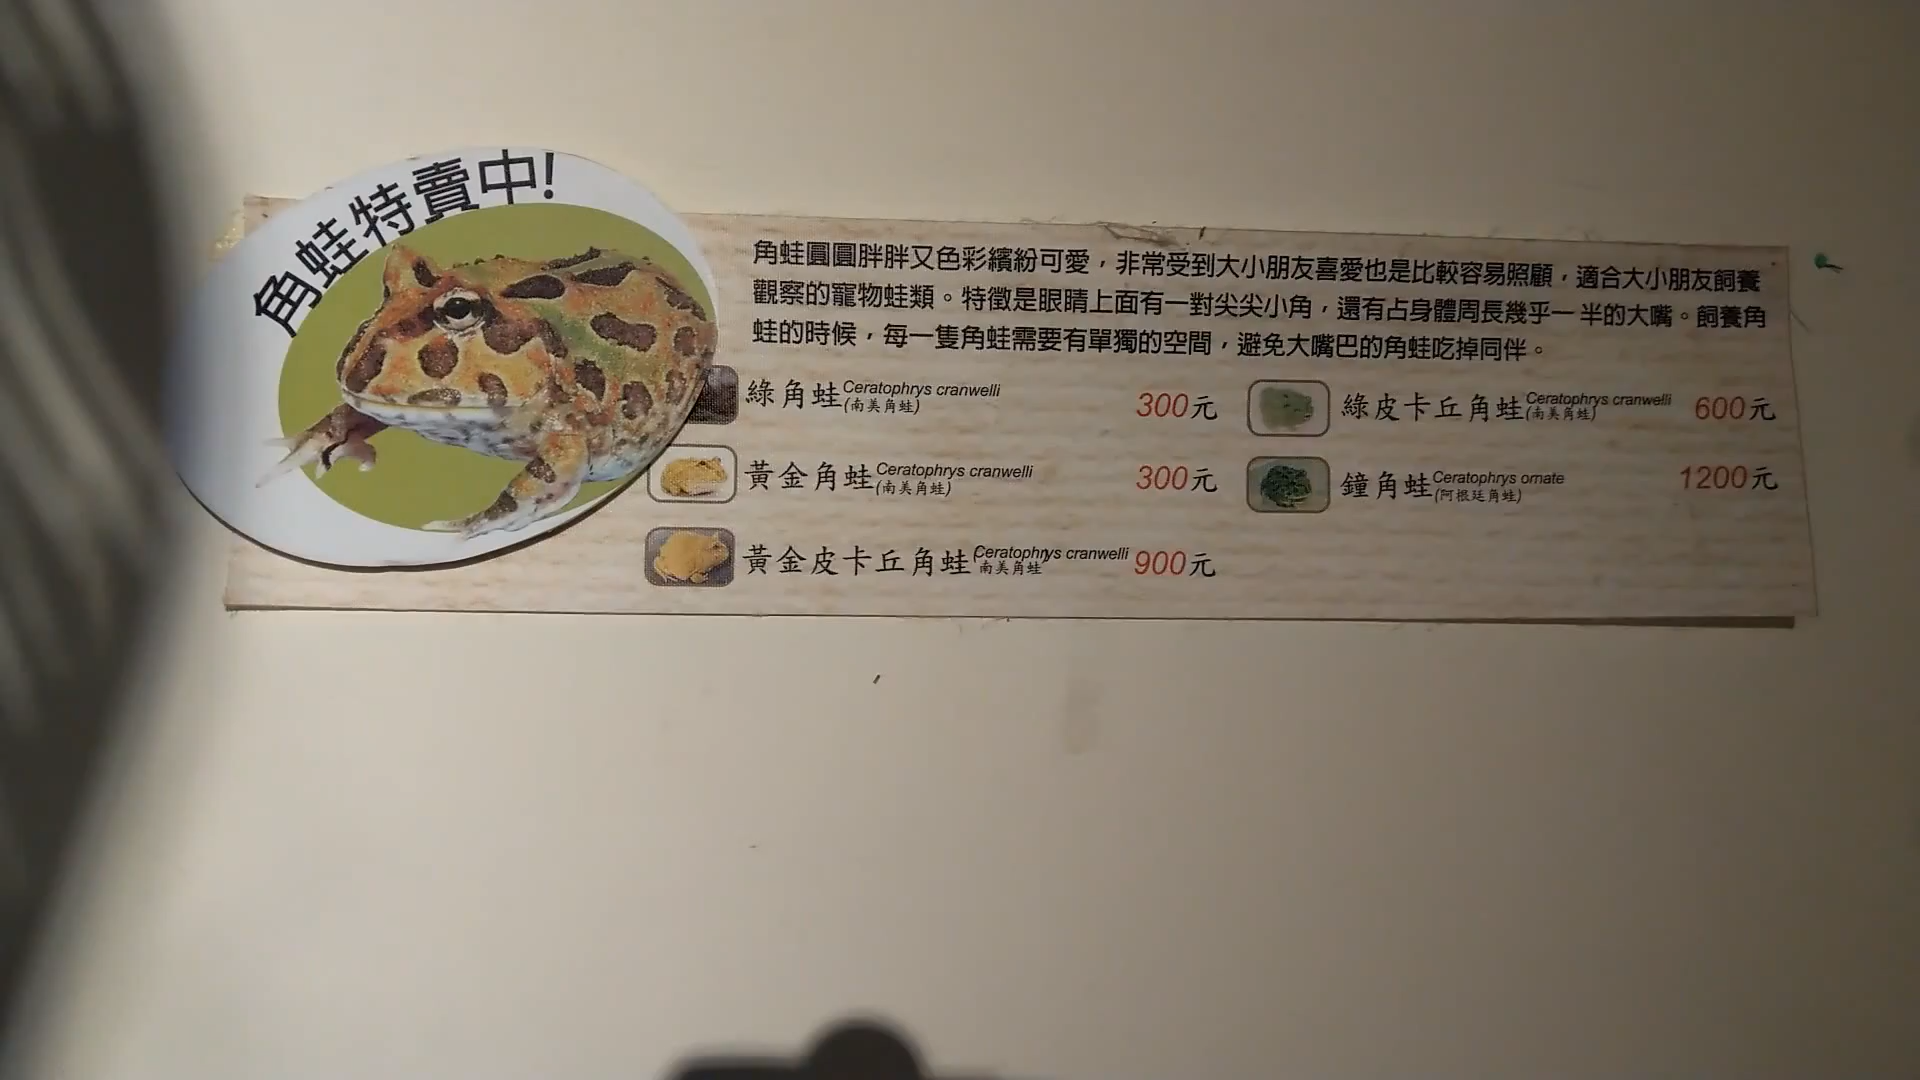 角蛙特賣中!
角蛙圓圓胖胖又色彩繽紛可愛，非常受到大小朋友喜愛也是比較容易照顧，適合大小朋友飼養
觀察的寵物蛙類。特徵是眼睛上面有一對尖尖小角，還有占身體周長幾乎一半的大嘴。飼養角
蛙的時候，每一隻角蛙需要有單獨的空間，避免大嘴巴的角蛙吃掉同伴。
綠角蛙 Ceratophrys cranwelli (南美角蛙) 300元
綠皮卡丘角蛙 Ceratophrys cranwelli (南美角蛙) 600元
黃金角蛙 Ceratophrys cranwelli (南美角蛙) 300元
鐘角蛙 Ceratophrys ornate (阿根廷角蛙) 1200元
黃金皮卡丘角蛙 Ceratophrys cranwelli (南美角蛙) 900元